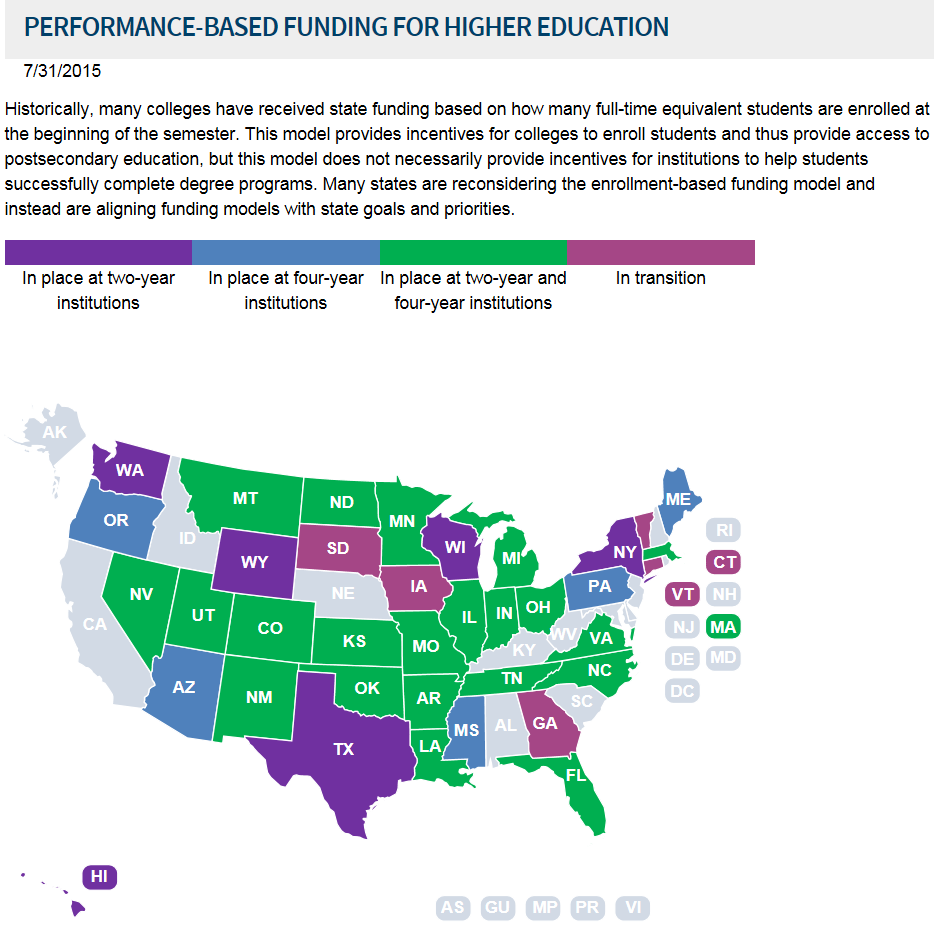 PERFORMANCE-BASED FUNDING FOR HIGHER EDUCATION
7/31/2015
Historically, many colleges have received state funding based on how many full-time equivalent students are enrolled at
the beginning of the semester. This model provides incentives for colleges to enroll students and thus provide access to
postsecondary education, but this model does not necessarily provide incentives for institutions to help students
successfully complete degree programs. Many states are reconsidering the enrollment-based funding model and
instead are aligning funding models with state goals and priorities.
In place at two-year
institutions
In place at four-year
institutions
In place at two-year and
four-year institutions
In transition
AK
WA
MT
ND
MN
ME
OR
ID
SD
WI
MI
NY
RI
WY
IA
PA
CT
NV
NE
IL
IN
OH
VT
NH
CA
UT
CO
KS
MO
KY
WV
VA
NJ
MA
AZ
NM
OK
AR
TN
NC
DE
MD
TX
LA
MS
AL
GA
SC
DC
FL
HI
AS
GU
MP
PR
VI